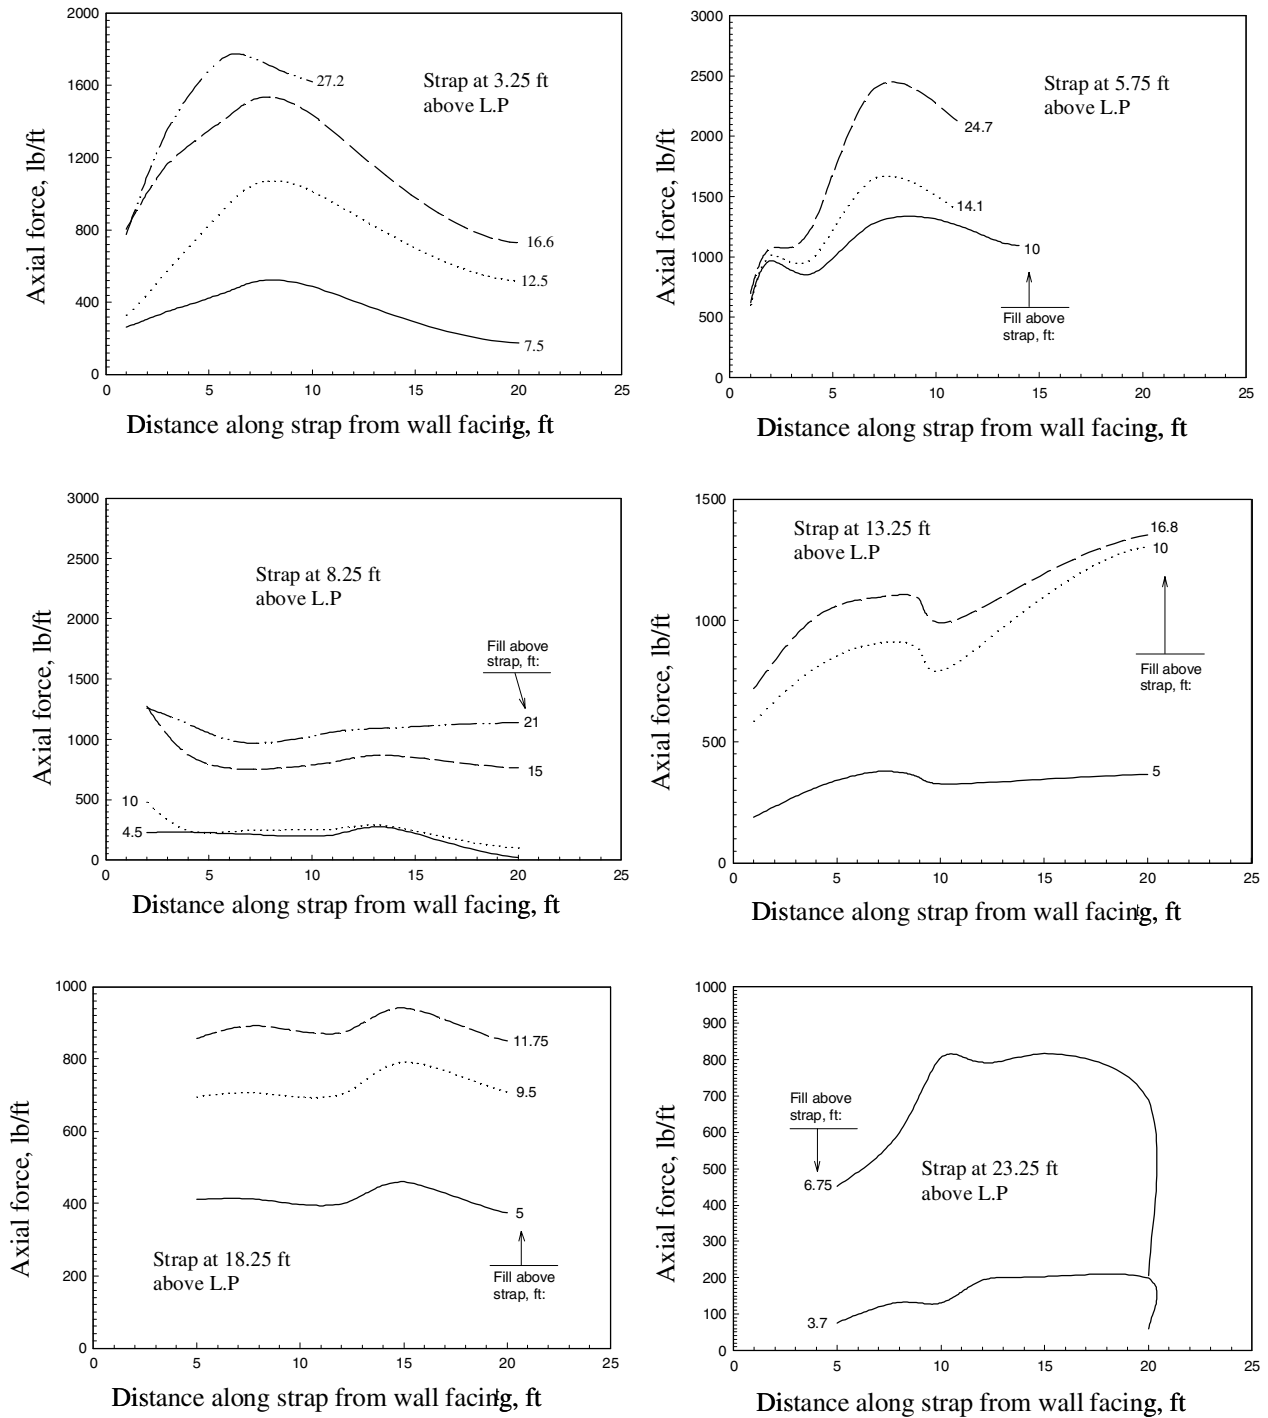 2000
1600
1200
800
400
0
0 5 10 15 20 25
Axial force, lb/ft
Distance along strap from wall facing, ft
Strap at 3.25 ft
above L.P
27.2
16.6
12.5
7.5
3000
2500
2000
1500
1000
500
0
0 5 10 15 20 25
Axial force, lb/ft
Distance along strap from wall facing, ft
Strap at 5.75 ft
above L.P
24.7
14.1
10
Fill above
strap, ft:
3000
2500
2000
1500
1000
500
0
0 5 10 15 20 25
Axial force, lb/ft
Distance along strap from wall facing, ft
Strap at 8.25 ft
above L.P
Fill above
strap, ft:
21
15
10
4.5
1500
1000
500
0
0 5 10 15 20 25
Axial force, lb/ft
Distance along strap from wall facing, ft
Strap at 13.25 ft
above L.P
16.8
10
Fill above
strap, ft:
5
1000
800
600
400
200
0
0 5 10 15 20 25
Axial force, lb/ft
Distance along strap from wall facing, ft
11.75
9.5
5
Strap at 18.25 ft
above L.P
Fill above
strap, ft:
1000
900
800
700
600
500
400
300
200
100
0
0 5 10 15 20 25
Axial force, lb/ft
Distance along strap from wall facing, ft
Fill above
strap, ft:
6.75
Strap at 23.25 ft
above L.P
3.7